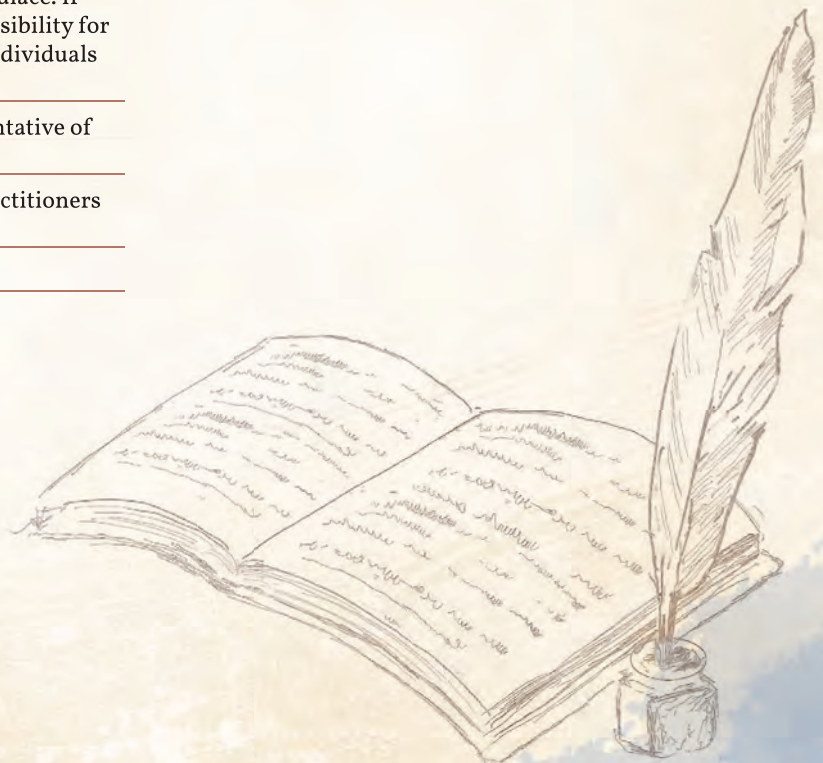 sibility for
dividuals
ntative of
ctitioners